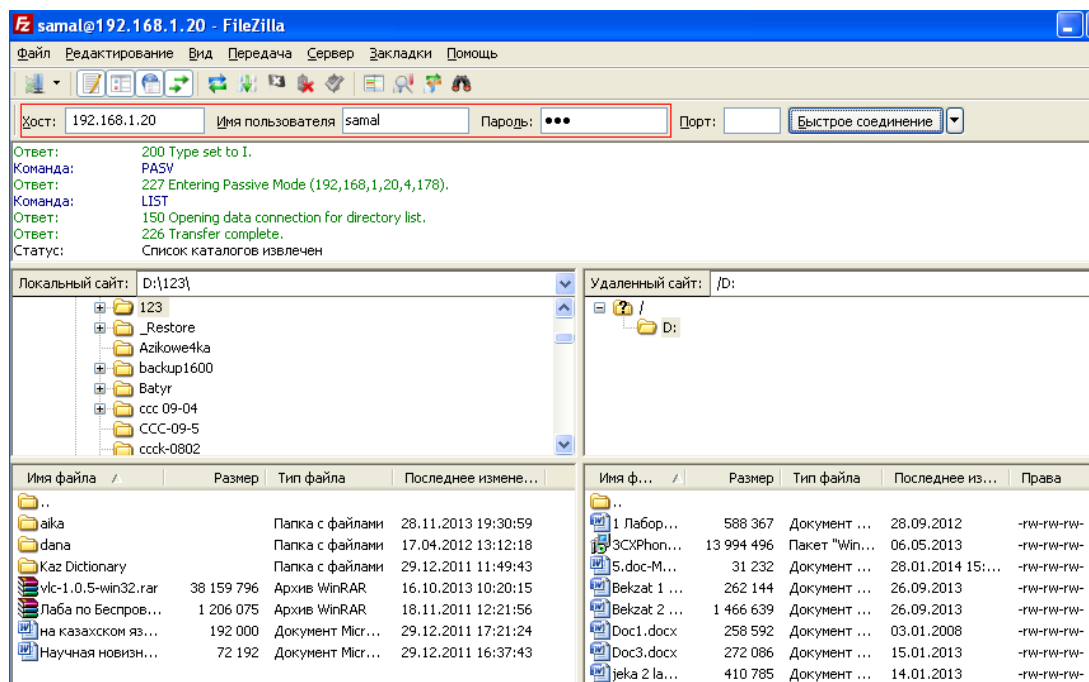 samal@192.168.1.20 - FileZilla
Файл Редактирование Вид Передача Сервер Закладки Помощь
Хост: 192.168.1.20 Имя пользователя samal Пароль: ●●● Порт: Быстрое соединение
Ответ: 200 Type set to I.
Команда: PASV
Ответ: 227 Entering Passive Mode (192,168,1,20,4,178).
Команда: LIST
Ответ: 150 Opening data connection for directory list.
Ответ: 226 Transfer complete.
Статус: Список каталогов извлечен
Локальный сайт: D:\123\
123
_Restore
Azikowe4ka
backup1600
Batyr
ccc 09-04
CCC-09-5
ccck-0802
Удаленный сайт: /D:
/
D:
Имя файла Размер Тип файла Последнее измене...
..
aika Папка с файлами 28.11.2013 19:30:59
dana Папка с файлами 17.04.2012 13:12:18
Kaz Dictionary Папка с файлами 29.12.2011 11:49:43
vlc-1.0.5-win32.rar 38 159 796 Архив WinRAR 16.10.2013 10:20:15
Лаба по Беспров... 1 206 075 Архив WinRAR 18.11.2011 12:21:56
на казахском яз... 192 000 Документ Micr... 29.12.2011 17:21:24
Научная новизн... 72 192 Документ Micr... 29.12.2011 16:37:43
Имя ф... Размер Тип файла Последнее из... Права
..
1 Лабор... 588 367 Документ ... 28.09.2012 -rw-rw-rw-
3CXPhon... 13 994 496 Пакет "Win... 06.05.2013 -rw-rw-rw-
5.doc-М... 31 232 Документ ... 28.01.2014 15:... -rw-rw-rw-
Bekzat 1 ... 262 144 Документ ... 26.09.2013 -rw-rw-rw-
Bekzat 2 ... 1 466 639 Документ ... 26.09.2013 -rw-rw-rw-
Doc1.docx 258 592 Документ ... 03.01.2008 -rw-rw-rw-
Doc3.docx 272 086 Документ ... 15.01.2013 -rw-rw-rw-
jeka 2 la... 410 785 Документ ... 14.01.2013 -rw-rw-rw-